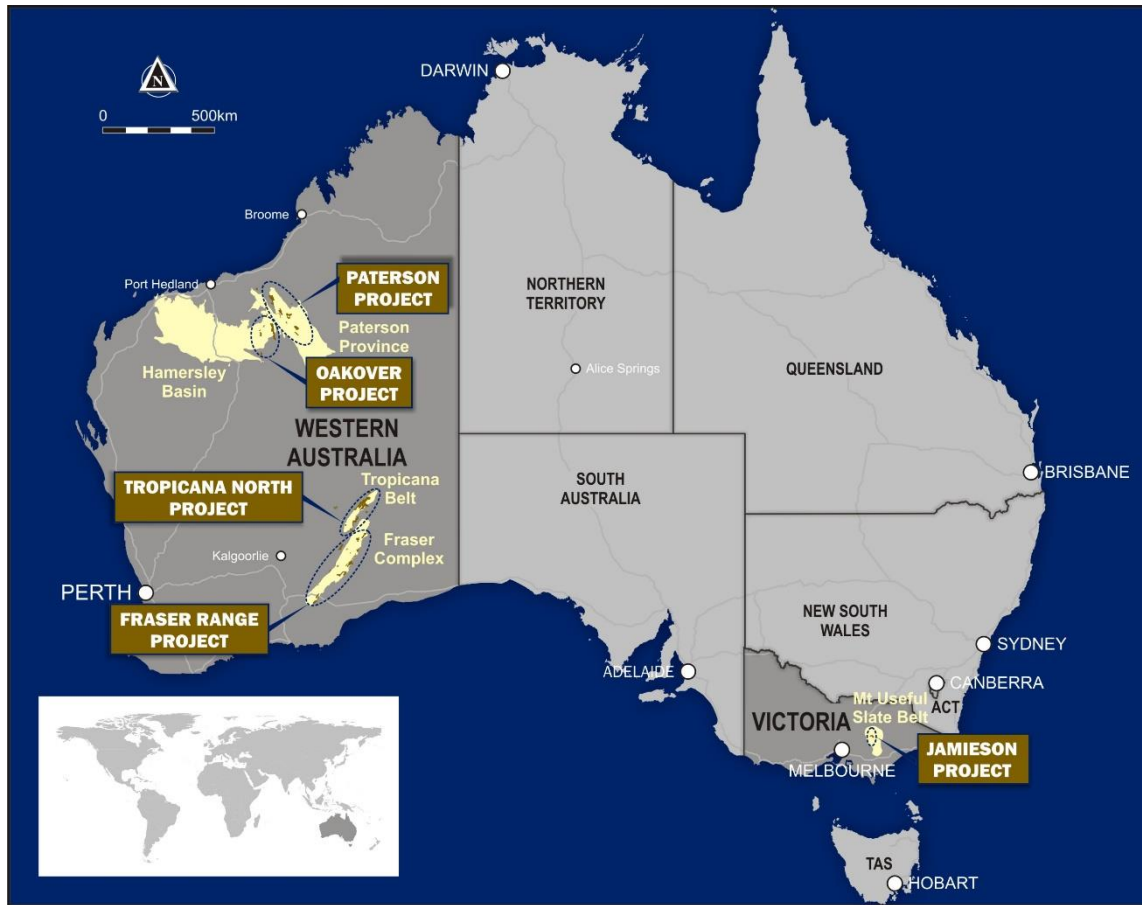 DARWIN
N
0 500km
Broome
Port Hedland
PATERSON
PROJECT
NORTHERN
TERRITORY
Paterson
Province
Hamersley
Basin
OAKOVER
PROJECT
Alice Springs
QUEENSLAND
WESTERN
AUSTRALIA
TROPICANA NORTH
PROJECT
Tropicana
Belt
SOUTH
AUSTRALIA
BRISBANE
Kalgoorlie
Fraser
Complex
PERTH
FRASER RANGE
PROJECT
NEW SOUTH
WALES
SYDNEY
ADELAIDE
CANBERRA
ACT
Mt Useful
Slate Belt
VICTORIA
MELBOURNE
JAMIESON
PROJECT
TAS
HOBART